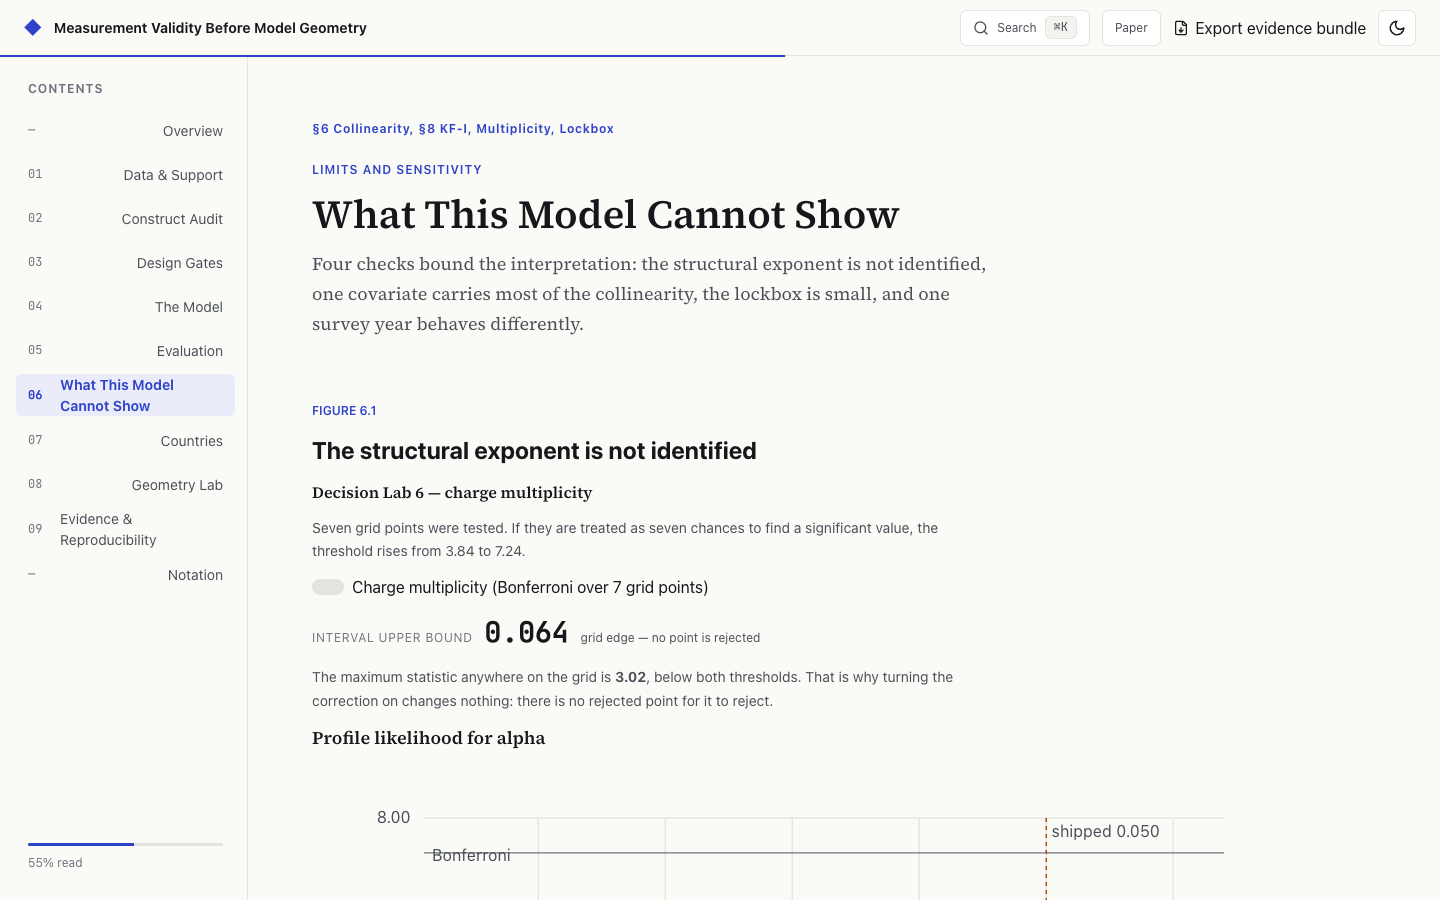 Measurement Validity Before Model Geometry
Search ⌘K
Paper
Export evidence bundle
CONTENTS
— Overview
01 Data & Support
02 Construct Audit
03 Design Gates
04 The Model
05 Evaluation
06 What This Model
Cannot Show
07 Countries
08 Geometry Lab
09 Evidence &
Reproducibility
— Notation
55% read
§6 Collinearity, §8 KF-I, Multiplicity, Lockbox
LIMITS AND SENSITIVITY
What This Model Cannot Show
Four checks bound the interpretation: the structural exponent is not identified,
one covariate carries most of the collinearity, the lockbox is small, and one
survey year behaves differently.
FIGURE 6.1
The structural exponent is not identified
Decision Lab 6 — charge multiplicity
Seven grid points were tested. If they are treated as seven chances to find a significant value, the
threshold rises from 3.84 to 7.24.
Charge multiplicity (Bonferroni over 7 grid points)
INTERVAL UPPER BOUND 0.064 grid edge — no point is rejected
The maximum statistic anywhere on the grid is 3.02, below both thresholds. That is why turning the
correction on changes nothing: there is no rejected point for it to reject.
Profile likelihood for alpha
8.00
shipped 0.050
Bonferroni